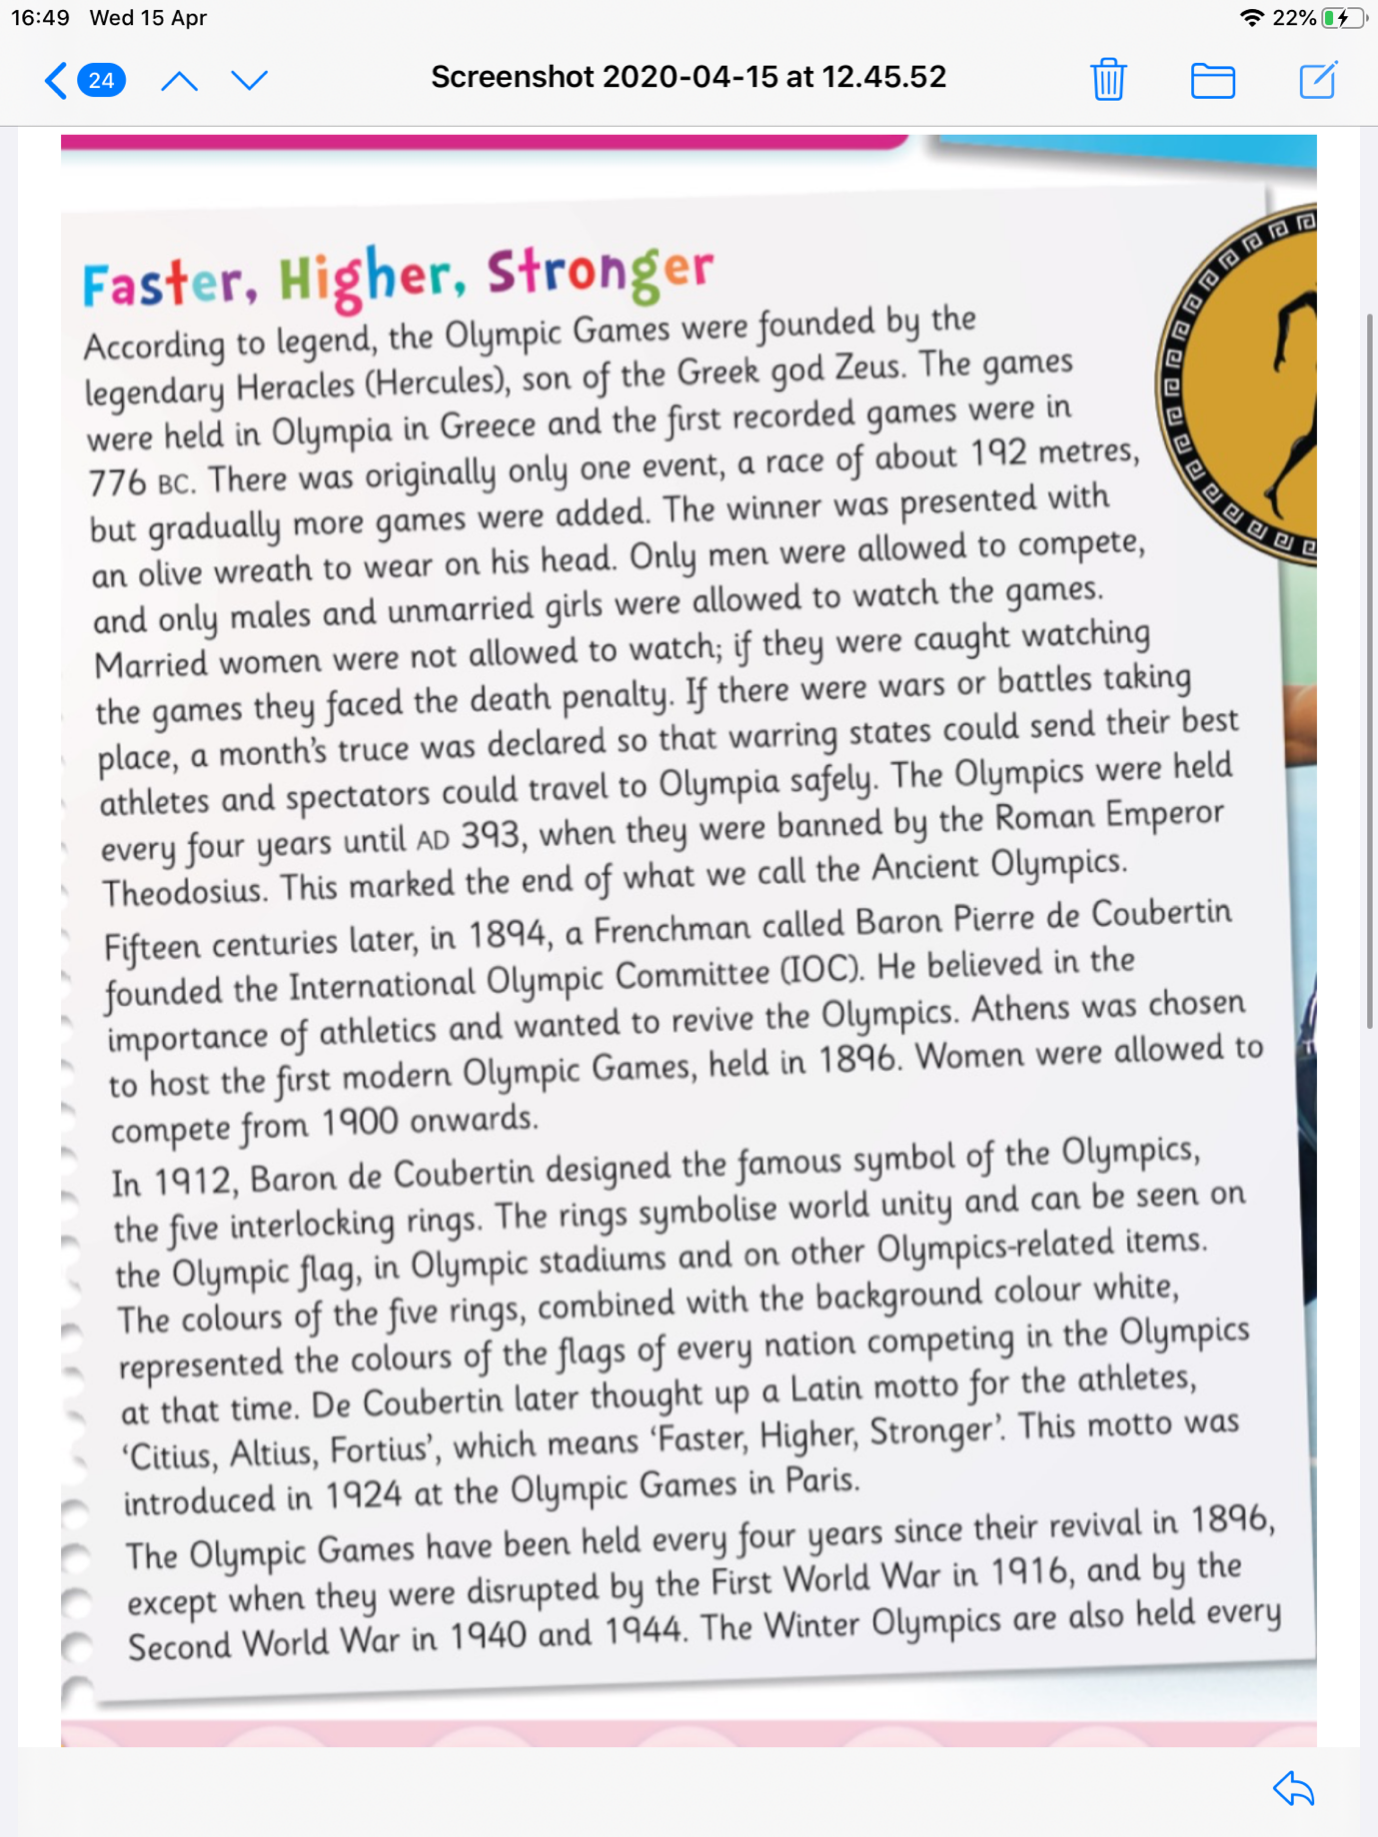 16:49 Wed 15 Apr
22%
24
Screenshot 2020-04-15 at 12.45.52
Faster, Higher, Stronger
According to legend, the Olympic Games were founded by the
legendary Heracles (Hercules), son of the Greek god Zeus. The games
were held in Olympia in Greece and the first recorded games were in
776 BC. There was originally only one event, a race of about 192 metres,
but gradually more games were added. The winner was presented with
an olive wreath to wear on his head. Only men were allowed to compete,
and only males and unmarried girls were allowed to watch the games.
Married women were not allowed to watch; if they were caught watching
the games they faced the death penalty. If there were wars or battles taking
place, a month's truce was declared so that warring states could send their best
athletes and spectators could travel to Olympia safely. The Olympics were held
every four years until AD 393, when they were banned by the Roman Emperor
Theodosius. This marked the end of what we call the Ancient Olympics.
Fifteen centuries later, in 1894, a Frenchman called Baron Pierre de Coubertin
founded the International Olympic Committee (IOC). He believed in the
importance of athletics and wanted to revive the Olympics. Athens was chosen
to host the first modern Olympic Games, held in 1896. Women were allowed to
compete from 1900 onwards.
In 1912, Baron de Coubertin designed the famous symbol of the Olympics,
the five interlocking rings. The rings symbolise world unity and can be seen on
the Olympic flag, in Olympic stadiums and on other Olympics-related items.
The colours of the five rings, combined with the background colour white,
represented the colours of the flags of every nation competing in the Olympics
at that time. De Coubertin later thought up a Latin motto for the athletes,
'Citius, Altius, Fortius', which means 'Faster, Higher, Stronger'. This motto was
introduced in 1924 at the Olympic Games in Paris.
The Olympic Games have been held every four years since their revival in 1896,
except when they were disrupted by the First World War in 1916, and by the
Second World War in 1940 and 1944. The Winter Olympics are also held every